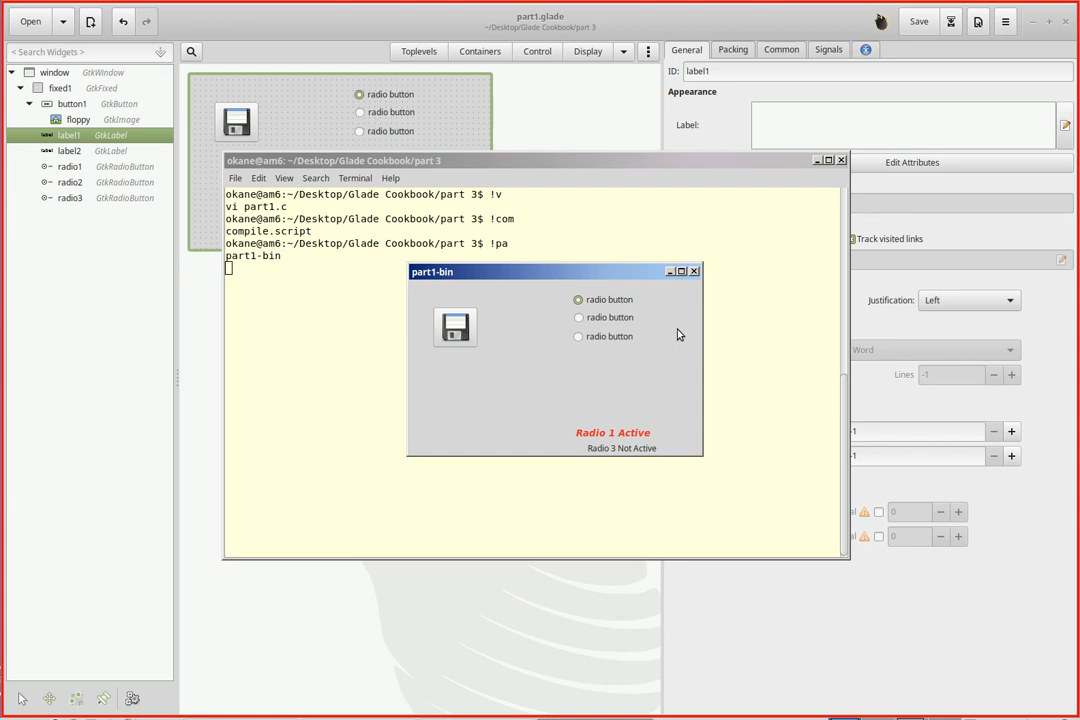 part1.glade
~/Desktop/Glade Cookbook/part 3
Open
Save
< Search Widgets >
Toplevels
Containers
Control
Display
General
Packing
Common
Signals
window GtkWindow
fixed1 GtkFixed
button1 GtkButton
floppy GtkImage
label1 GtkLabel
label2 GtkLabel
radio1 GtkRadioButton
radio2 GtkRadioButton
radio3 GtkRadioButton
radio button
radio button
radio button
ID: label1
Appearance
Label:
Edit Attributes
Track visited links
Justification: Left
Word
Lines -1
-1
-1
0
0
okane@am6: ~/Desktop/Glade Cookbook/part 3
File Edit View Search Terminal Help
okane@am6:~/Desktop/Glade Cookbook/part 3$ !v
vi part1.c
okane@am6:~/Desktop/Glade Cookbook/part 3$ !com
compile.script
okane@am6:~/Desktop/Glade Cookbook/part 3$ !pa
part1-bin
part1-bin
radio button
radio button
radio button
Radio 1 Active
Radio 3 Not Active